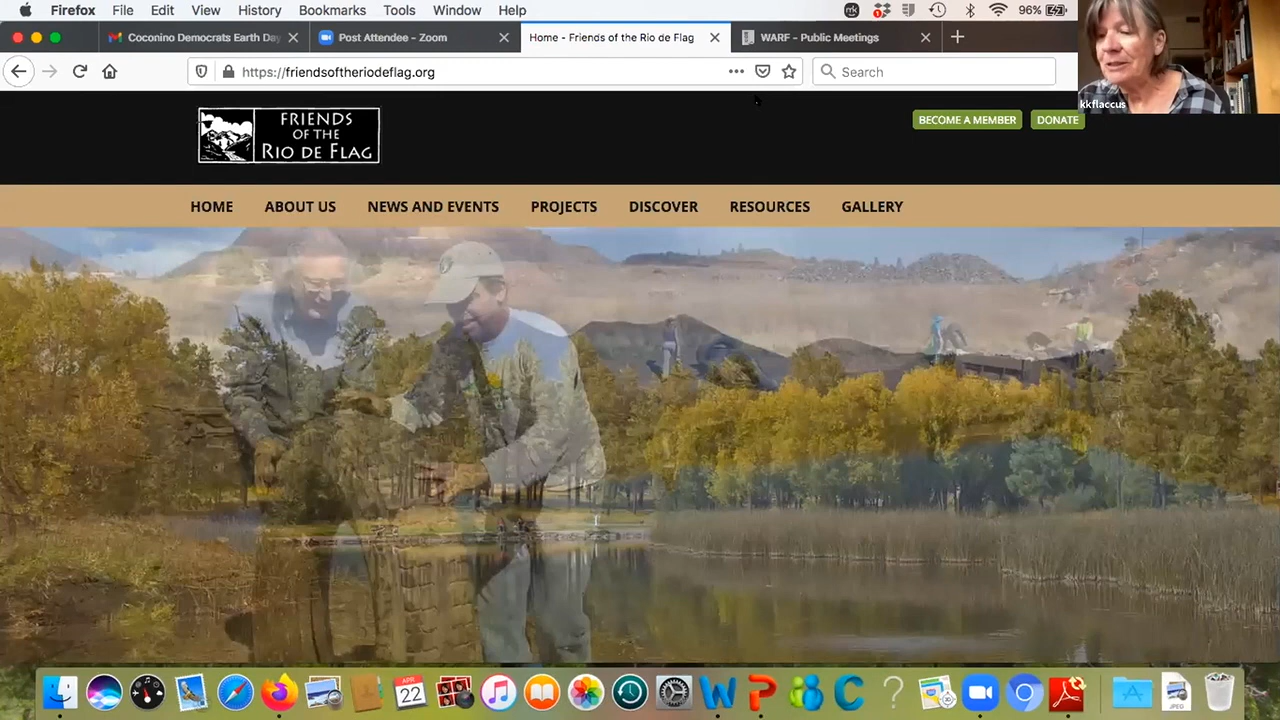 Firefox File Edit View History Bookmarks Tools Window Help 96%
Coconino Democrats Earth Day
Post Attendee - Zoom
Home - Friends of the Rio de Flag
WARF - Public Meetings
https://friendsoftheriodeflag.org
Search
kkflaccus
FRIENDS
OF THE
RIO DE FLAG
BECOME A MEMBER
DONATE
HOME ABOUT US NEWS AND EVENTS PROJECTS DISCOVER RESOURCES GALLERY
APR
22
JPEG